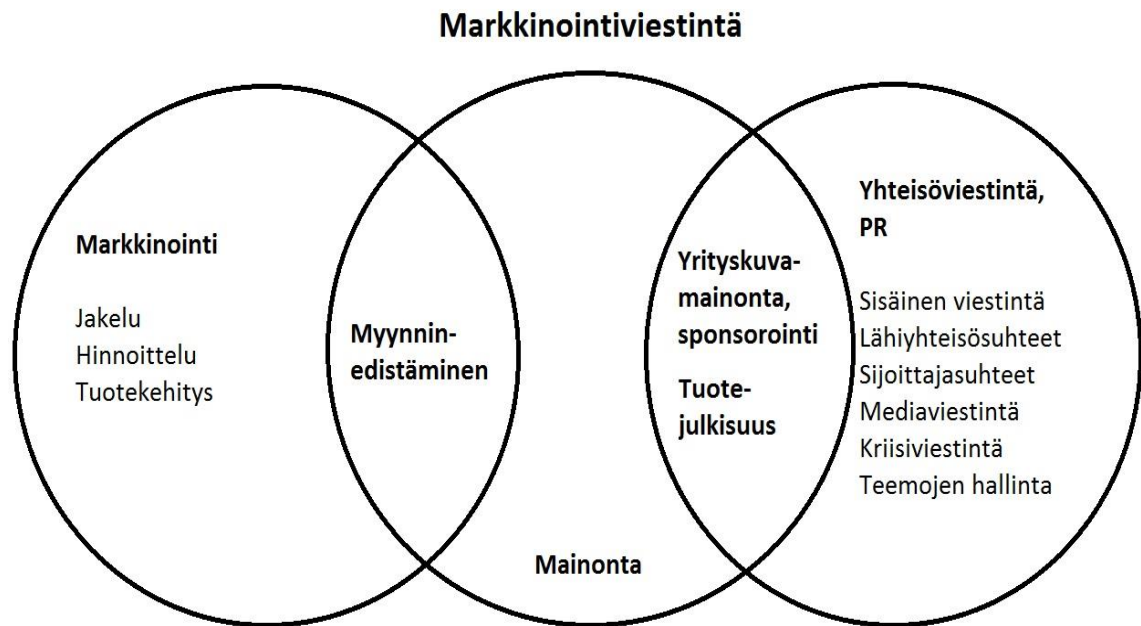 Markkinointiviestintä
Markkinointi
Jakelu
Hinnoittelu
Tuotekehitys
Myynnin-
edistäminen
Mainonta
Yrityskuva-
mainonta,
sponsorointi
Tuote-
julkisuus
Yhteisöviestintä,
PR
Sisäinen viestintä
Lähiyhteisösuhteet
Sijoittajasuhteet
Mediaviestintä
Kriisiviestintä
Teemojen hallinta